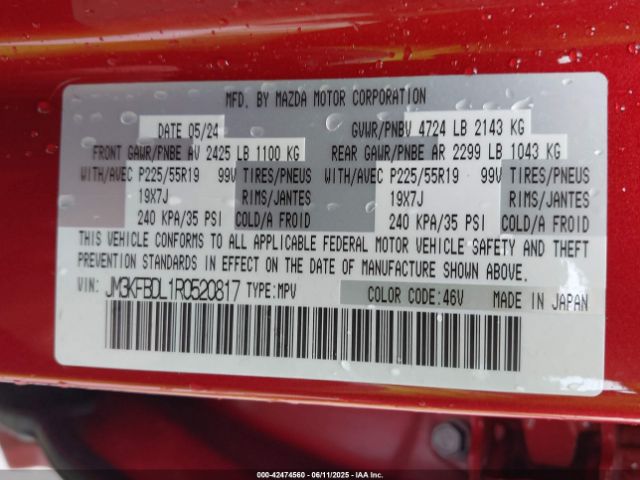 MFD. BY MAZDA MOTOR CORPORATION
DATE 05/24 GVWR/PNBV 4724 LB 2143 KG
FRONT GAWR/PNBE AV 2425 LB 1100 KG REAR GAWR/PNBE AR 2299 LB 1043 KG
WITH/AVEC P225/55R19 99V TIRES/PNEUS WITH/AVEC P225/55R19 99V TIRES/PNEUS
19X7J RIMS/JANTES 19X7J RIMS/JANTES
240 KPA/35 PSI COLD/A FROID 240 KPA/35 PSI COLD/A FROID
THIS VEHICLE CONFORMS TO ALL APPLICABLE FEDERAL MOTOR VEHICLE SAFETY AND THEFT
PREVENTION STANDARDS IN EFFECT ON THE DATE OF MANUFACTURE SHOWN ABOVE.
VIN: JM3KFBDL1R0520817 TYPE:MPV COLOR CODE:46V MADE IN JAPAN
000-42474560 06/11/2025 IAAI.com